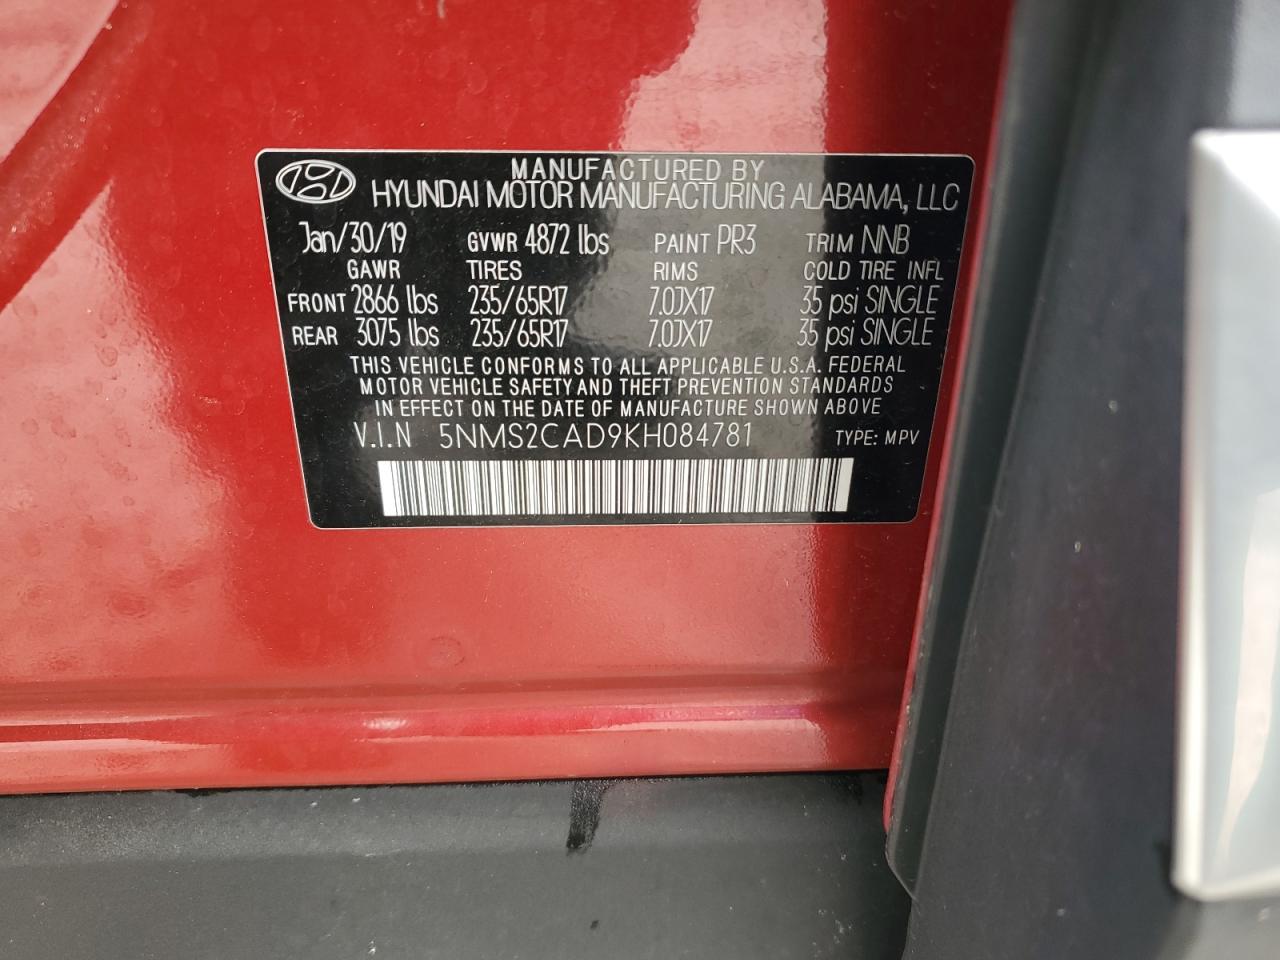 MANUFACTURED BY
HYUNDAI MOTOR MANUFACTURING ALABAMA, LLC
Jan/30/19 GVWR 4872 lbs PAINT PR3 TRIM NNB
GAWR TIRES RIMS COLD TIRE INFL
FRONT 2866 lbs 235/65R17 7.0JX17 35 psi SINGLE
REAR 3075 lbs 235/65R17 7.0JX17 35 psi SINGLE
THIS VEHICLE CONFORMS TO ALL APPLICABLE U.S.A. FEDERAL
MOTOR VEHICLE SAFETY AND THEFT PREVENTION STANDARDS
IN EFFECT ON THE DATE OF MANUFACTURE SHOWN ABOVE
V.I.N 5NMS2CAD9KH084781 TYPE: MPV